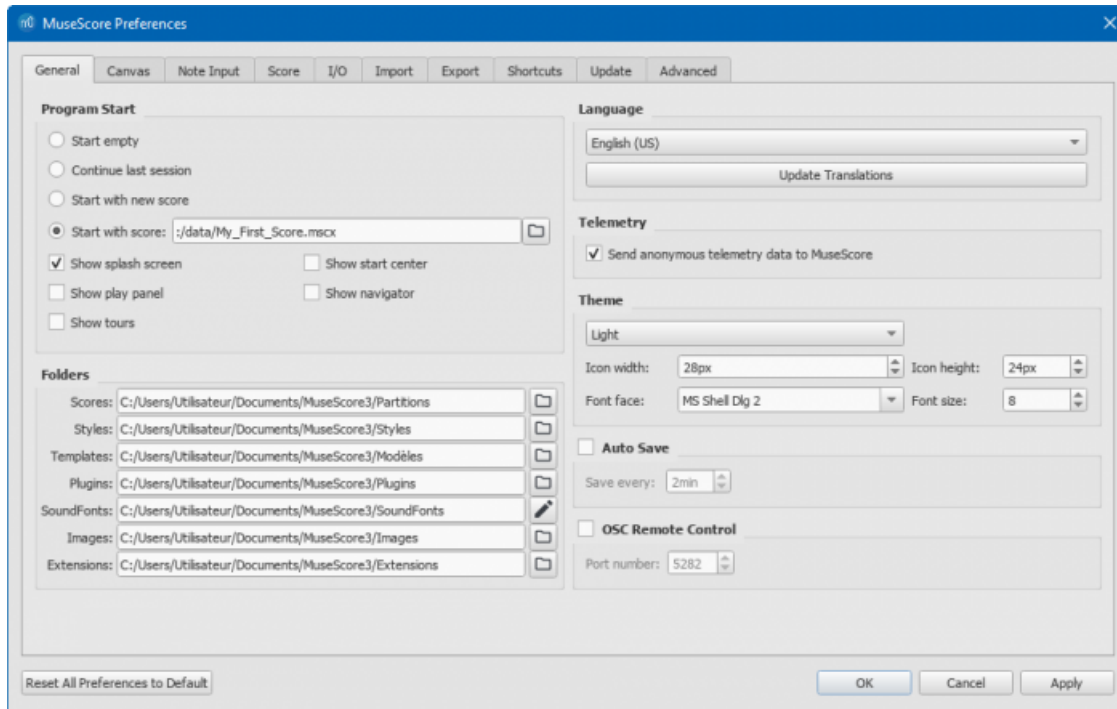 MuseScore Preferences
General Canvas Note Input Score I/O Import Export Shortcuts Update Advanced
Program Start
Start empty
Continue last session
Start with new score
Start with score: :/data/My_First_Score.mscx
Show splash screen Show start center
Show play panel Show navigator
Show tours
Folders
Scores: C:/Users/Utilisateur/Documents/MuseScore3/Partitions
Styles: C:/Users/Utilisateur/Documents/MuseScore3/Styles
Templates: C:/Users/Utilisateur/Documents/MuseScore3/Modèles
Plugins: C:/Users/Utilisateur/Documents/MuseScore3/Plugins
SoundFonts: C:/Users/Utilisateur/Documents/MuseScore3/SoundFonts
Images: C:/Users/Utilisateur/Documents/MuseScore3/Images
Extensions: C:/Users/Utilisateur/Documents/MuseScore3/Extensions
Language
English (US)
Update Translations
Telemetry
Send anonymous telemetry data to MuseScore
Theme
Light
Icon width: 28px Icon height: 24px
Font face: MS Shell Dlg 2 Font size: 8
Auto Save
Save every: 2min
OSC Remote Control
Port number: 5282
Reset All Preferences to Default OK Cancel Apply